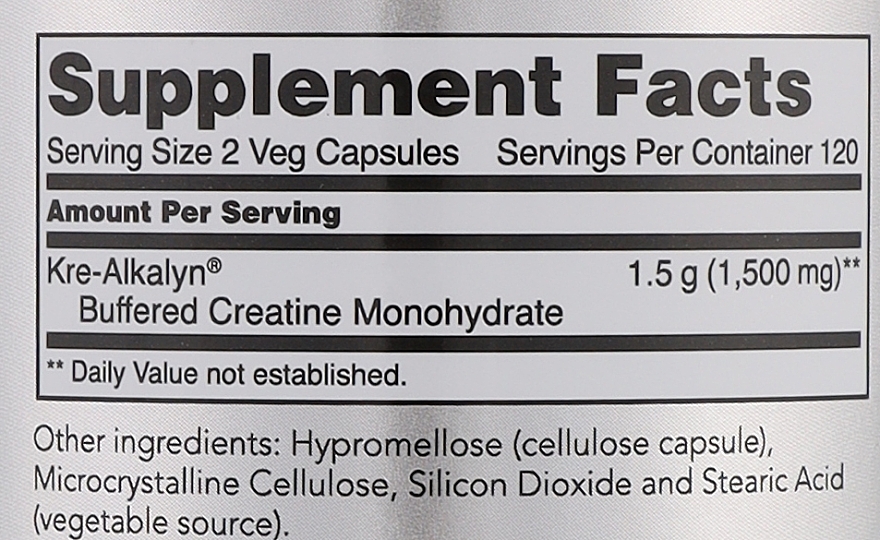 Supplement Facts
Serving Size 2 Veg Capsules Servings Per Container 120
Amount Per Serving
Kre-Alkalyn® 1.5 g (1,500 mg)**
Buffered Creatine Monohydrate
** Daily Value not established.
Other ingredients: Hypromellose (cellulose capsule),
Microcrystalline Cellulose, Silicon Dioxide and Stearic Acid
(vegetable source).